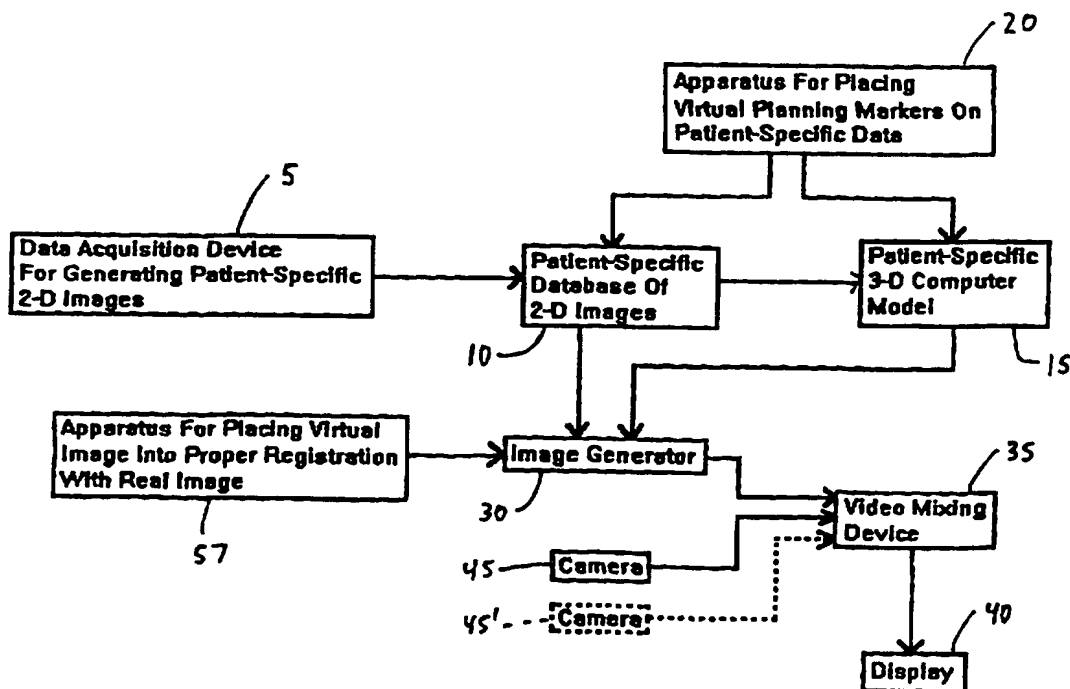 20
Apparatus For Placing
Virtual Planning Markers On
Patient-Specific Data
5
Data Acquisition Device
For Generating Patient-Specific
2-D Images
Patient-Specific
Database Of
2-D Images
Patient-Specific
3-D Computer
Model
10
15
Apparatus For Placing Virtual
Image Into Proper Registration
With Real Image
Image Generator
35
30
Video Mixing
Device
57
45
Camera
45'
Camera
40
Display